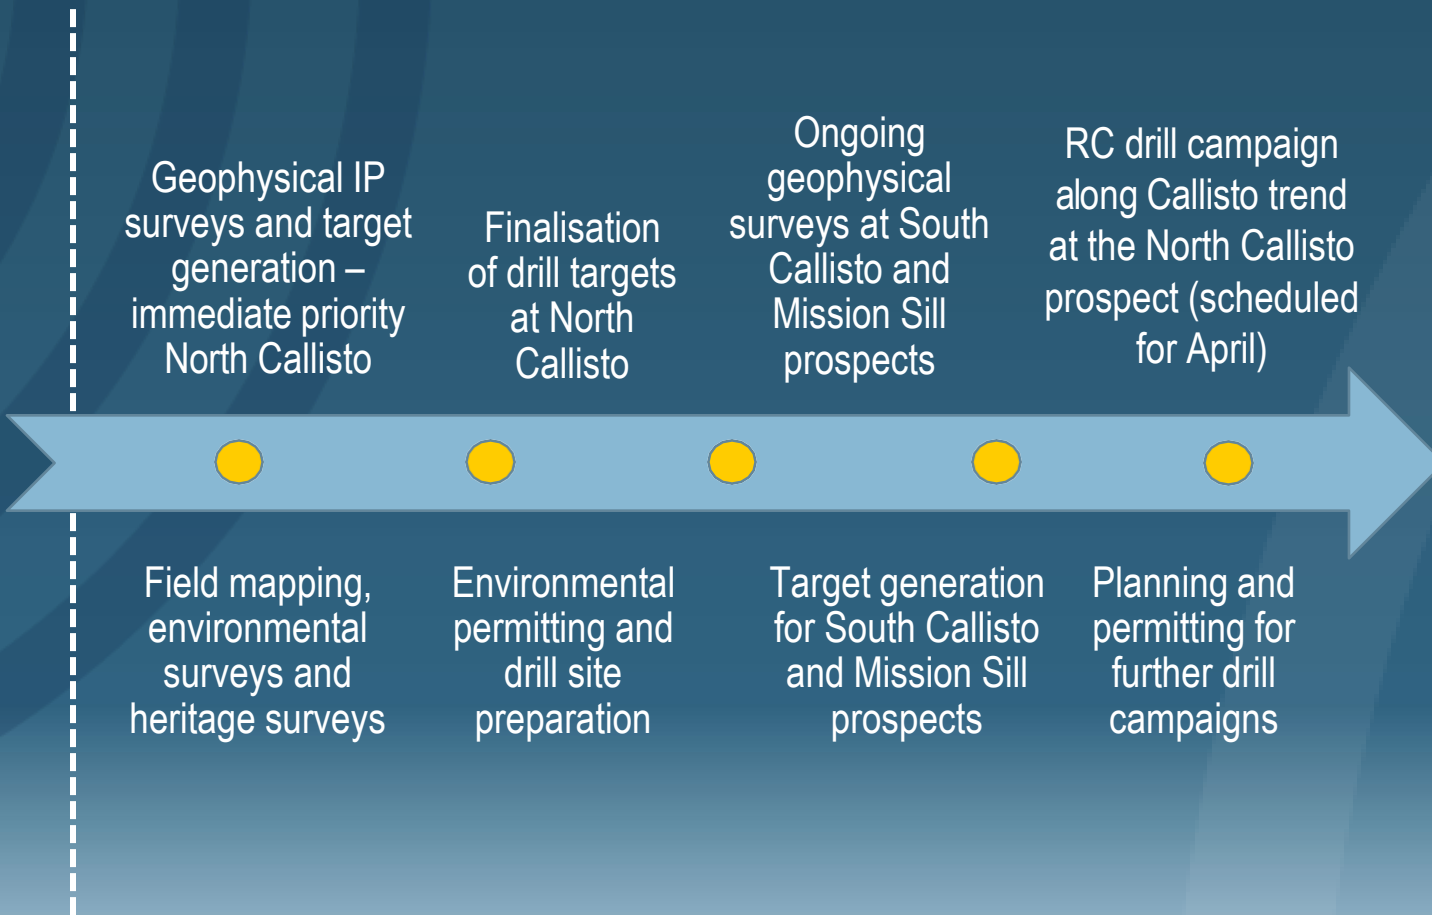 Geophysical IP
surveys and target
generation –
immediate priority
North Callisto
Finalisation
of drill targets
at North
Callisto
Ongoing
geophysical
surveys at South
Callisto and
Mission Sill
prospects
RC drill campaign
along Callisto trend
at the North Callisto
prospect (scheduled
for April)
Field mapping,
environmental
surveys and
heritage surveys
Environmental
permitting and
drill site
preparation
Target generation
for South Callisto
and Mission Sill
prospects
Planning and
permitting for
further drill
campaigns